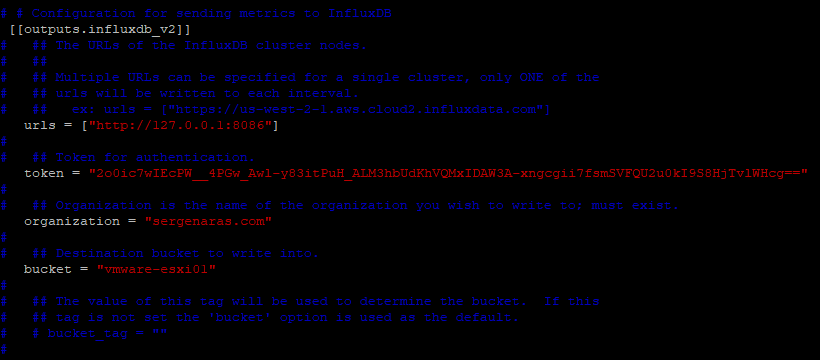 # # Configuration for sending metrics to InfluxDB
 [[outputs.influxdb_v2]]
#   ## The URLs of the InfluxDB cluster nodes.
#   ##
#   ## Multiple URLs can be specified for a single cluster, only ONE of the
#   ## urls will be written to each interval.
#   ##   ex: urls = ["https://us-west-2-1.aws.cloud2.influxdata.com"]
   urls = ["http://127.0.0.1:8086"]
#
#   ## Token for authentication.
   token = "2o0ic7wIEcPW__4PGw_Awl-y83itPuH_ALM3hbUdKhVQMxIDAW3A-xngcgii7fsmSVFQU2u0kI9S8HjTvlWHcg=="
#
#   ## Organization is the name of the organization you wish to write to; must exist.
   organization = "sergenaras.com"
#
#   ## Destination bucket to write into.
   bucket = "vmware-esxi01"
#
#   ## The value of this tag will be used to determine the bucket.  If this
#   ## tag is not set the 'bucket' option is used as the default.
#   # bucket_tag = ""
#